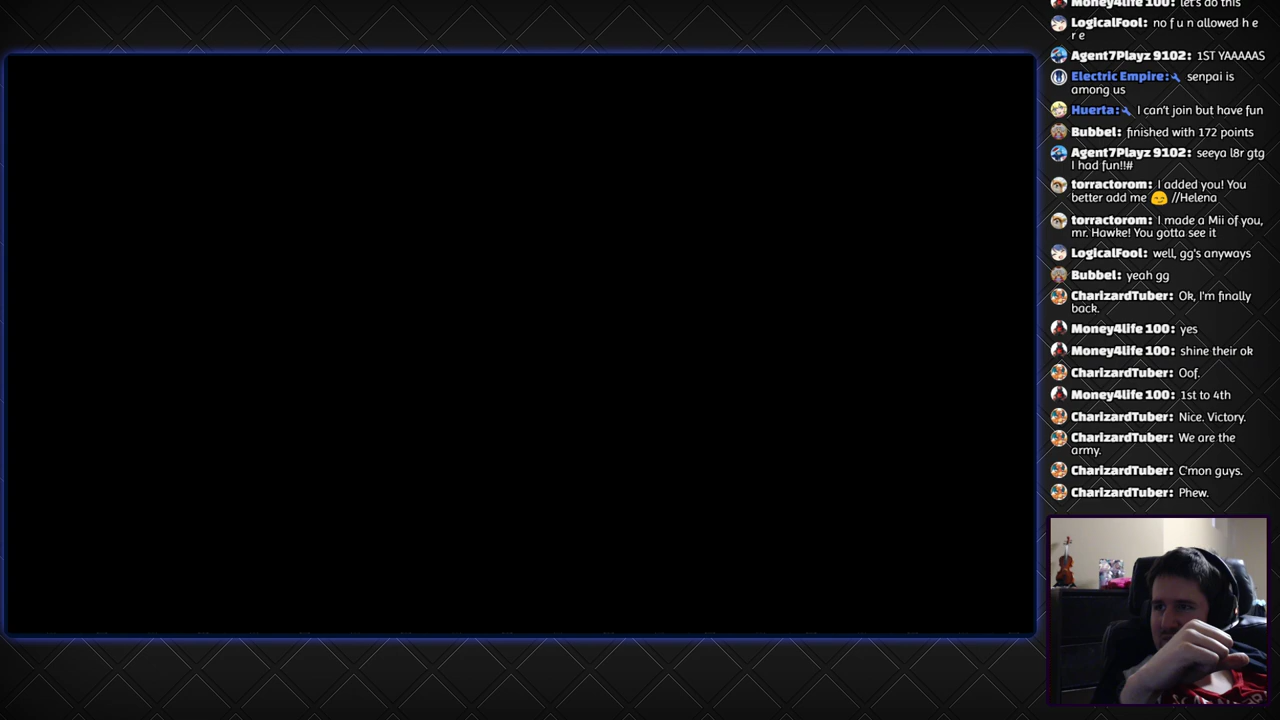 Money4life 100: let's do this
LogicalFool: no f u n allowed h e
r e
Agent7Playz 9102: 1ST YAAAAAS
Electric Empire: senpai is
among us
Huerta: I can't join but have fun
Bubbel: finished with 172 points
Agent7Playz 9102: seeya l8r gtg
I had fun!!#
torractorom: I added you! You
better add me 😊 //Helena
torractorom: I made a Mii of you,
mr. Hawke! You gotta see it
LogicalFool: well, gg's anyways
Bubbel: yeah gg
CharizardTuber: Ok, I'm finally
back.
Money4life 100: yes
Money4life 100: shine their ok
CharizardTuber: Oof.
Money4life 100: 1st to 4th
CharizardTuber: Nice. Victory.
CharizardTuber: We are the
army.
CharizardTuber: C'mon guys.
CharizardTuber: Phew.